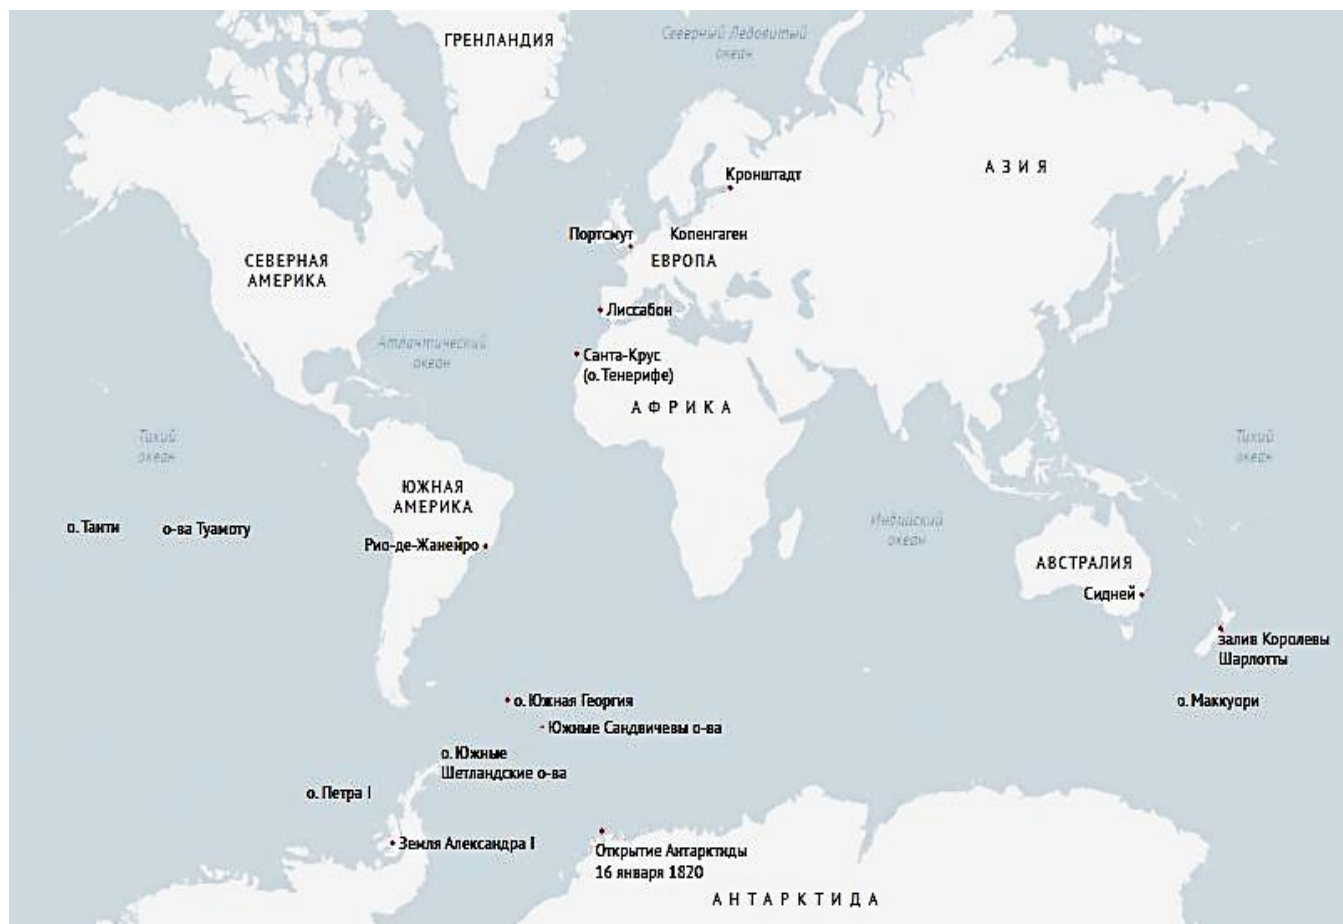 ГРЕНЛАНДИЯ
Северный Ледовитый
океан
Кронштадт
АЗИЯ
Портсмут
Копенгаген
СЕВЕРНАЯ
АМЕРИКА
ЕВРОПА
Лиссабон
Атлантический
океан
Санта-Крус
(о. Тенерифе)
АФРИКА
Тихий
океан
Тихий
океан
ЮЖНАЯ
АМЕРИКА
о. Таити
о-ва Туамоту
Индийский
океан
Рио-де-Жанейро
АВСТРАЛИЯ
Сидней
залив Королевы
Шарлотты
о. Южная Георгия
о. Маккуори
Южные Сандвичевы о-ва
о. Южные
Шетландские о-ва
о. Петра I
Земля Александра I
Открытие Антарктиды
16 января 1820
АНТАРКТИДА